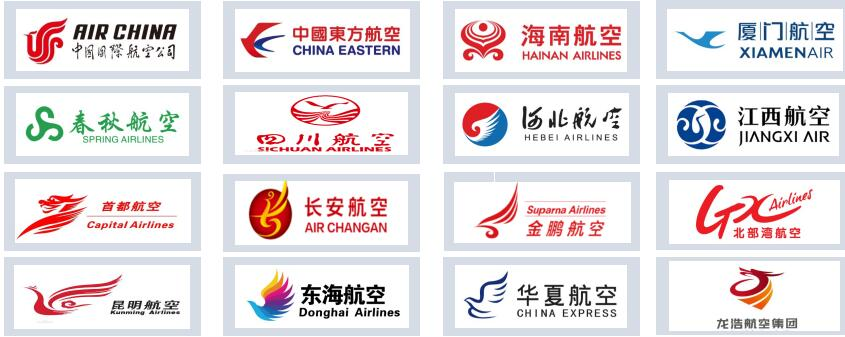 AIR CHINA
中国国際航空公司
中國東方航空
CHINA EASTERN
海南航空
HAINAN AIRLINES
厦门航空
XIAMENAIR
春秋航空
SPRING AIRLINES
四川航空
SICHUAN AIRLINES
河北航空
HEBEI AIRLINES
江西航空
JIANGXI AIR
首都航空
Capital Airlines
长安航空
AIR CHANGAN
Suparna Airlines
金鹏航空
GX Airlines
北部湾航空
昆明航空
Kunming Airlines
东海航空
Donghai Airlines
华夏航空
CHINA EXPRESS
龙浩航空集团